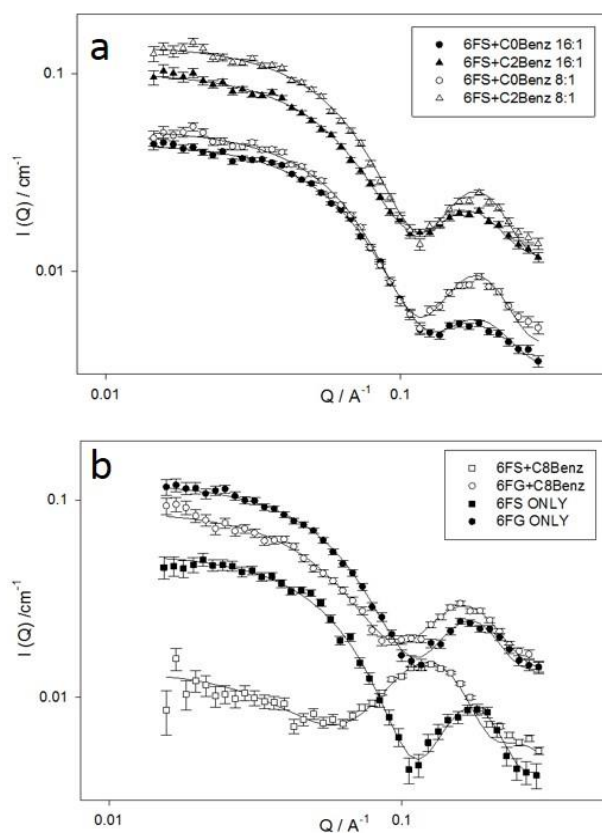 a
6FS+C0Benz 16:1
6FS+C2Benz 16:1
6FS+C0Benz 8:1
6FS+C2Benz 8:1
0.1
0.01
I (Q) / cm⁻¹
0.01
0.1
Q / A⁻¹
b
6FS+C8Benz
6FG+C8Benz
6FS ONLY
6FG ONLY
0.1
0.01
I (Q) /cm⁻¹
0.01
0.1
Q / A⁻¹